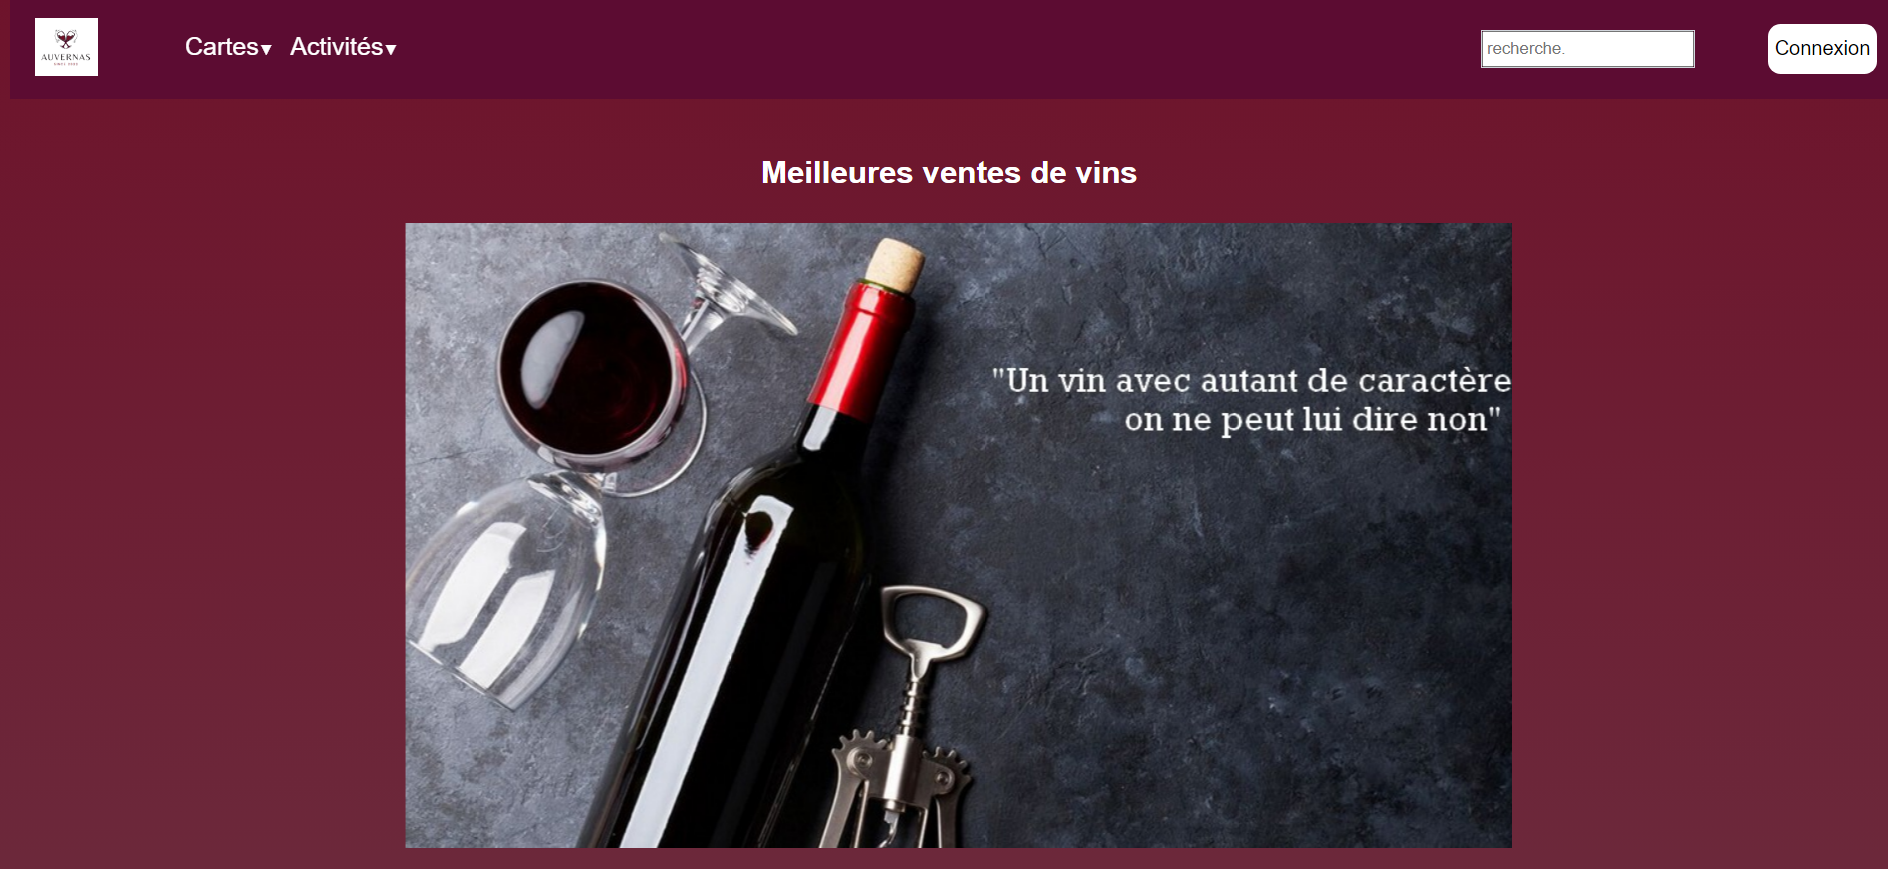 AUVERNAS
Cartes▼ Activités▼
recherche.
Connexion
Meilleures ventes de vins
"Un vin avec autant de caractère
on ne peut lui dire non"